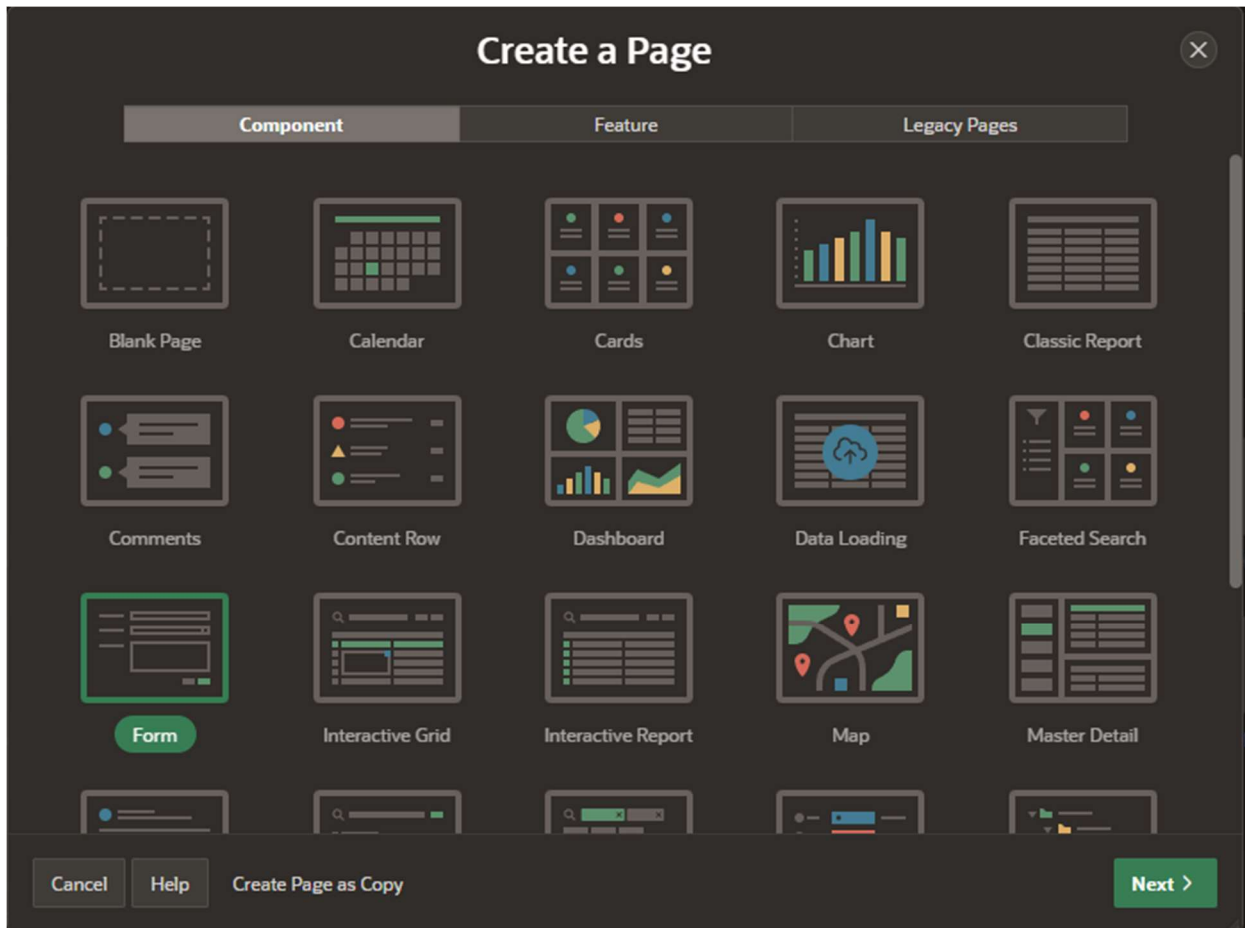 Create a Page
Component Feature Legacy Pages
Blank Page Calendar Cards Chart Classic Report
Comments Content Row Dashboard Data Loading Faceted Search
Form Interactive Grid Interactive Report Map Master Detail
Cancel Help Create Page as Copy Next >